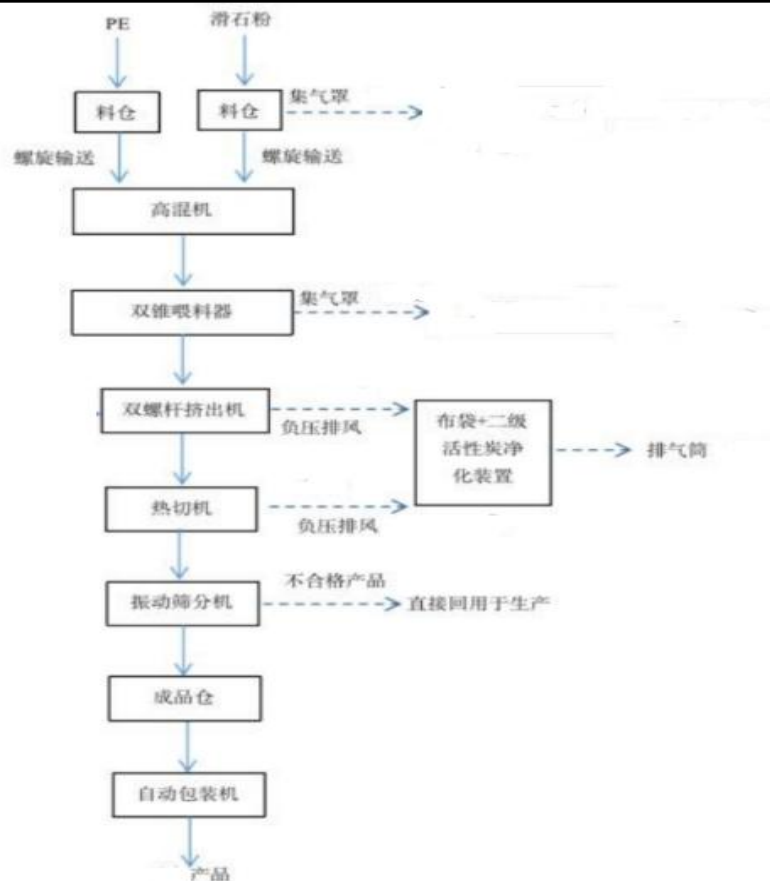 PE
滑石粉
料仓
料仓
集气罩
螺旋输送
螺旋输送
高混机
双锥喂料器
集气罩
双螺杆挤出机
负压排风
布袋+二级
活性炭净
化装置
排气筒
热切机
负压排风
振动筛分机
不合格产品
直接回用于生产
成品仓
自动包装机
产品